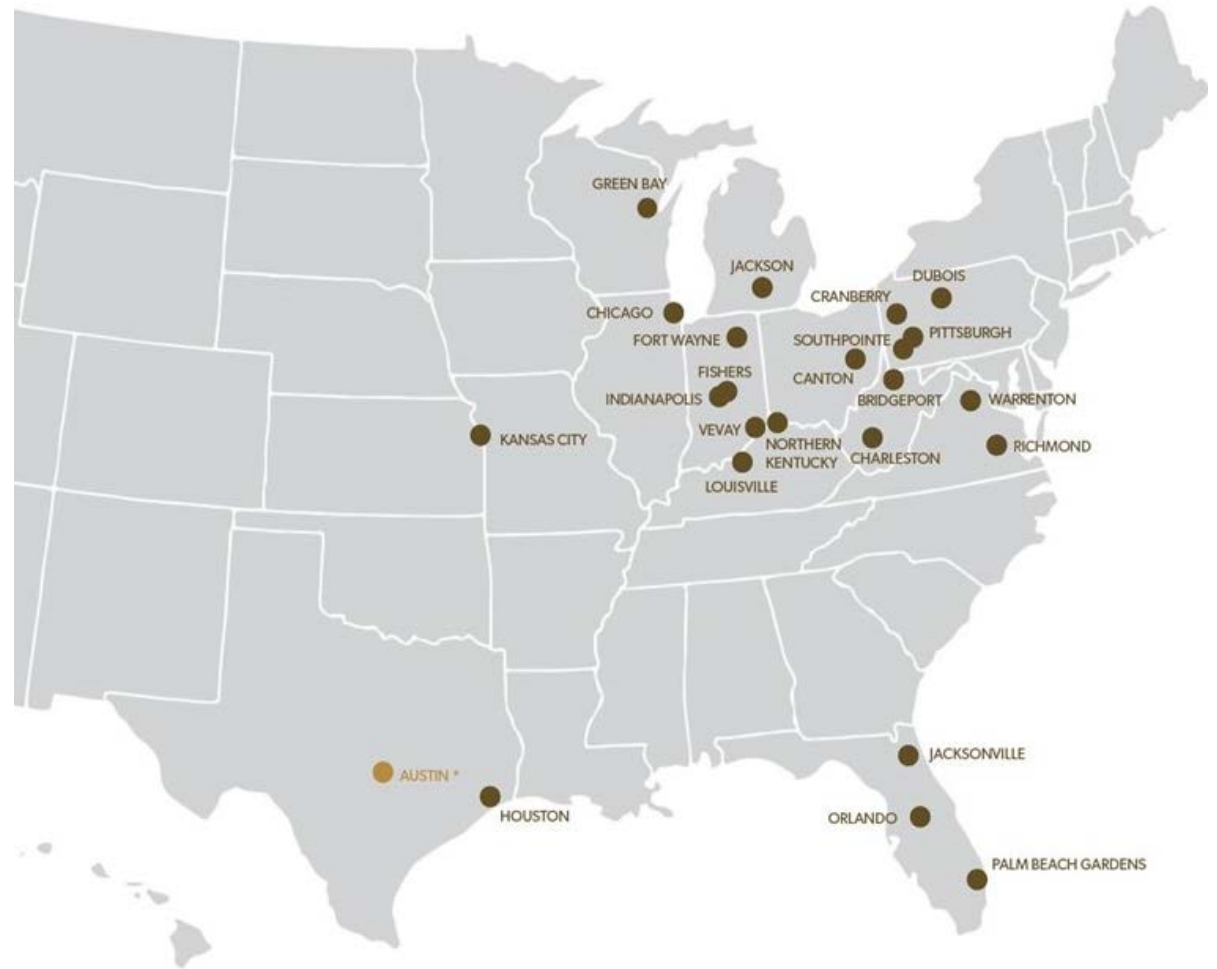 GREEN BAY
JACKSON
DUBOIS
CRANBERRY
CHICAGO
FORT WAYNE
SOUTHPOINTE
PITTSBURGH
FISHERS
CANTON
INDIANAPOLIS
BRIDGEPORT
WARRENTON
VEVAY
KANSAS CITY
NORTHERN
KENTUCKY
CHARLESTON
RICHMOND
LOUISVILLE
JACKSONVILLE
AUSTIN *
HOUSTON
ORLANDO
PALM BEACH GARDENS